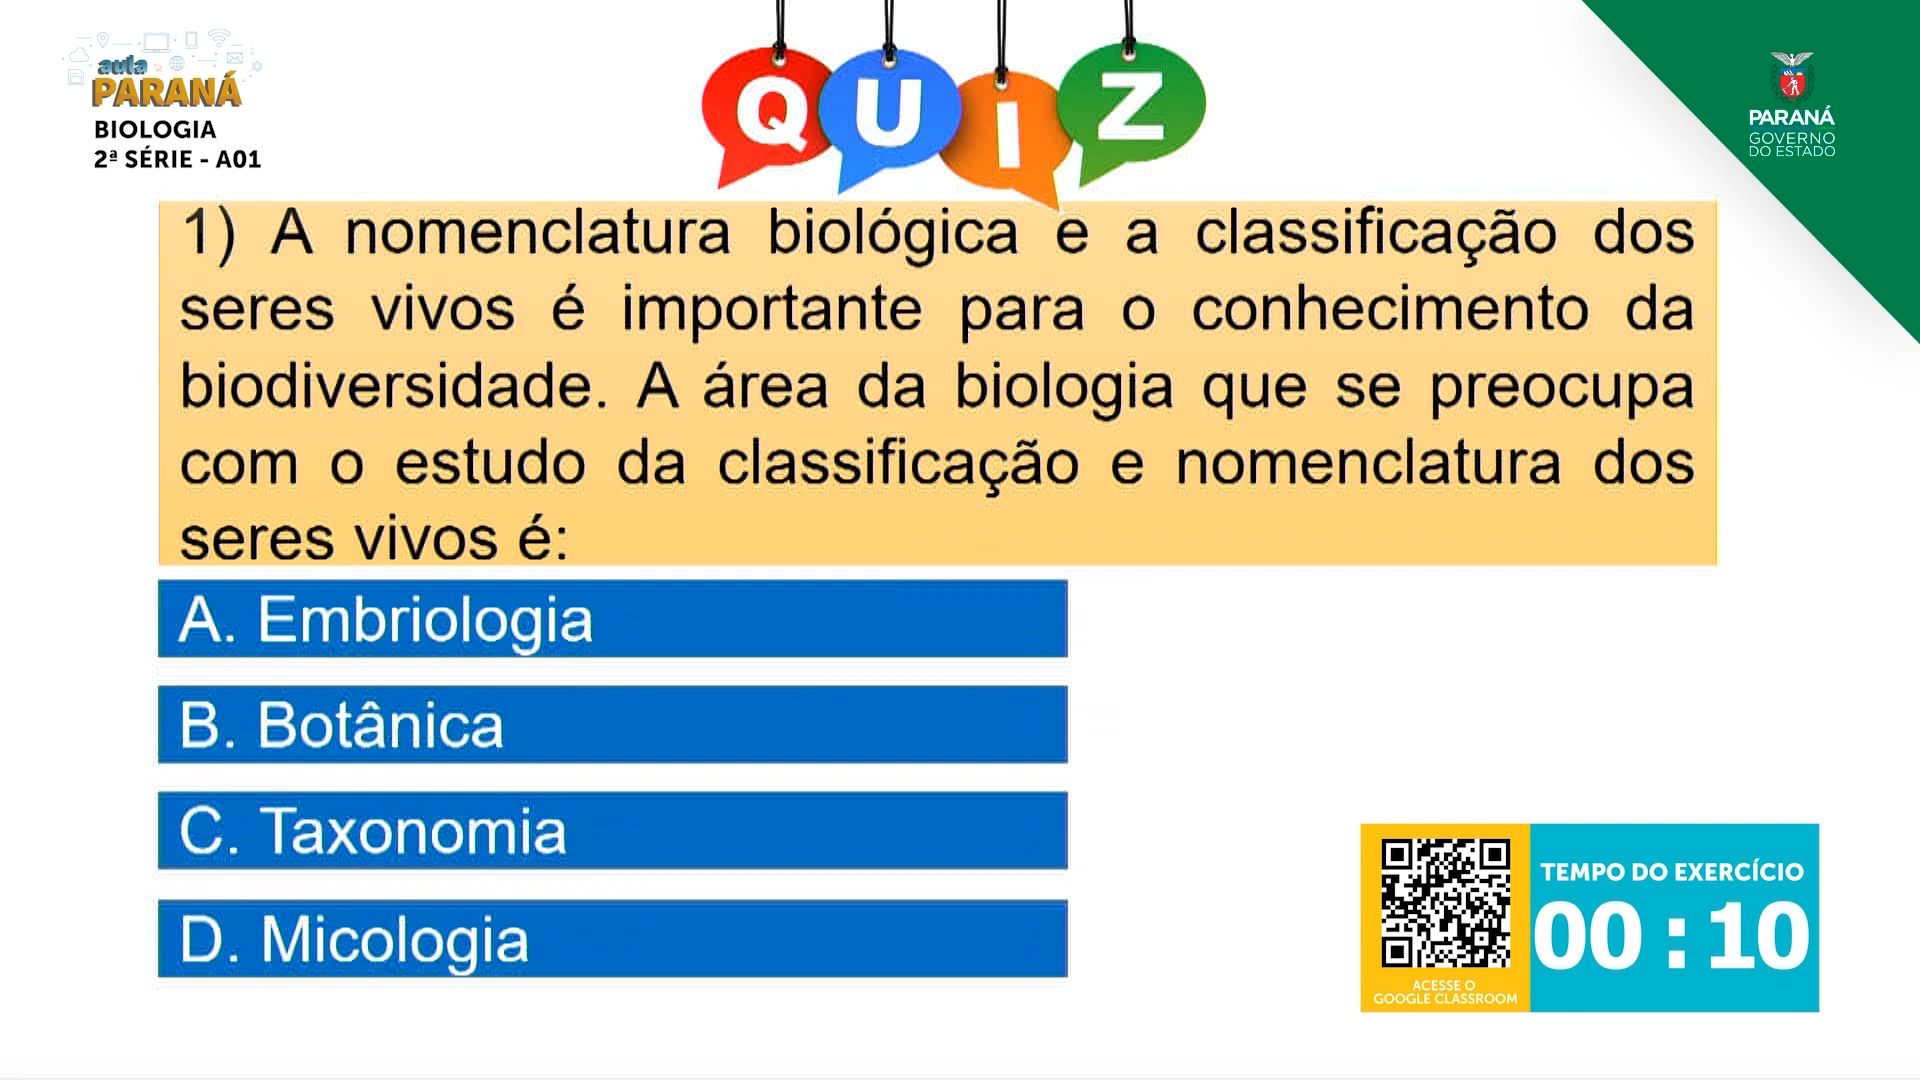 aula
PARANÁ
BIOLOGIA
2ª SÉRIE - A01
QUIZ
PARANÁ
GOVERNO
DO ESTADO
1) A nomenclatura biológica e a classificação dos
seres vivos é importante para o conhecimento da
biodiversidade. A área da biologia que se preocupa
com o estudo da classificação e nomenclatura dos
seres vivos é:
A. Embriologia
B. Botânica
C. Taxonomia
D. Micologia
ACESSE O
GOOGLE CLASSROOM
TEMPO DO EXERCÍCIO
00 : 10